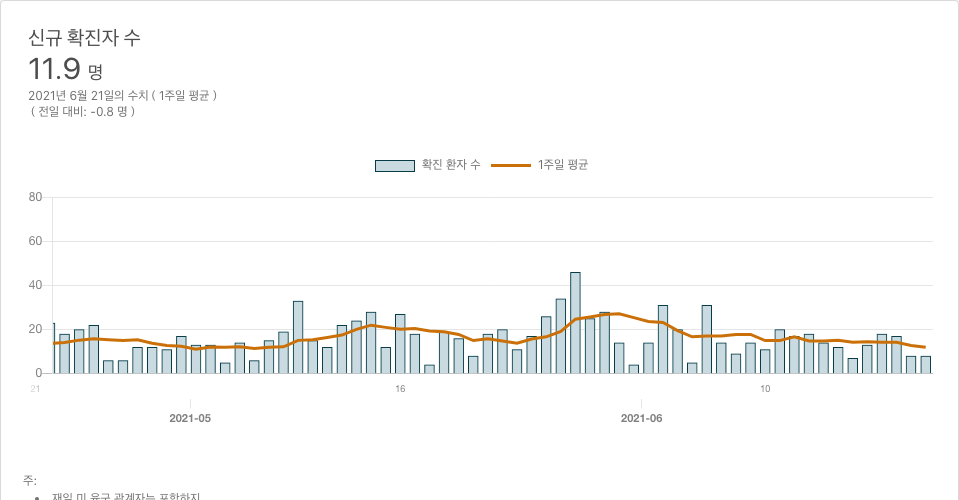 신규 확진자 수
11.9 명
2021년 6월 21일의 수치 ( 1주일 평균 )
( 전일 대비: -0.8 명 )
확진 환자 수 1주일 평균
80
60
40
20
0
21 16 10
2021-05 2021-06
주:
• 재일 미 육군 관계자는 포함하지